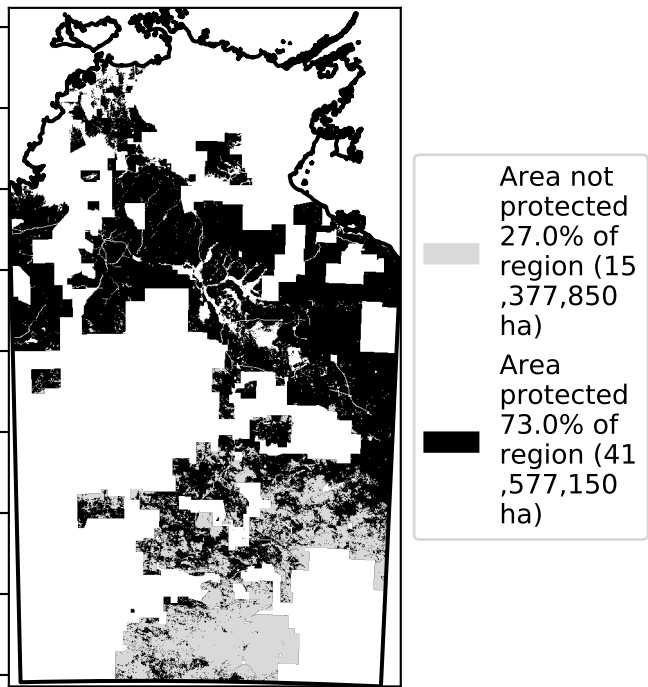 Area not
protected
27.0% of
region (15
,377,850
ha)
Area
protected
73.0% of
region (41
,577,150
ha)